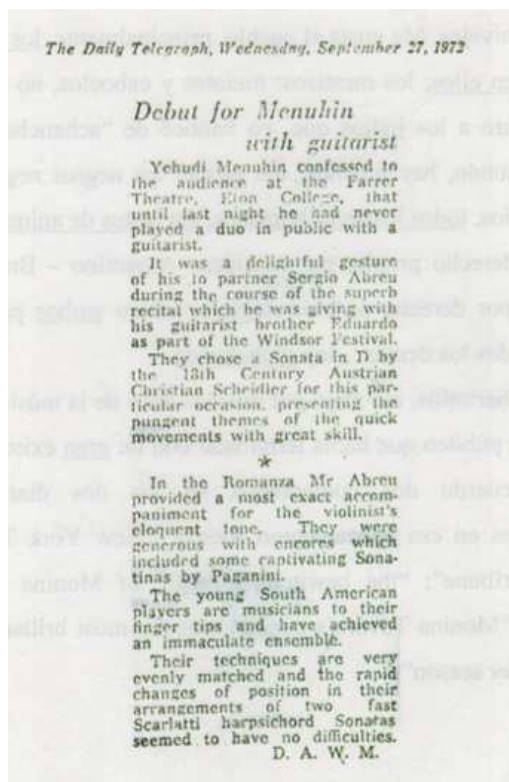 The Daily Telegraph, Wednesday, September 27, 1972
Debut for Menuhin
with guitarist
Yehudi Menuhin confessed to
the audience at the Farrer
Theatre, Eton College, that
until last night he had never
played a duo in public with a
guitarist.
It was a delightful gesture
of his to partner Sergio Abreu
during the course of the superb
recital which he was giving with
his guitarist brother Eduardo
as part of the Windsor Festival.
They chose a Sonata in D by
the 13th Century Austrian
Christian Scheidler for this par-
ticular occasion, presenting the
pungent themes of the quick
movements with great skill.
★
In the Romanza Mr Abreu
provided a most exact accom-
paniment for the violinist's
eloquent tone. They were
generous with encores which
included some captivating Sona-
tinas by Paganini.
The young South American
players are musicians to their
finger tips and have achieved
an immaculate ensemble.
Their techniques are very
evenly matched and the rapid
changes of position in their
arrangements of two fast
Scarlatti harpsichord Sonatas
seemed to have no difficulties.
D. A. W. M.